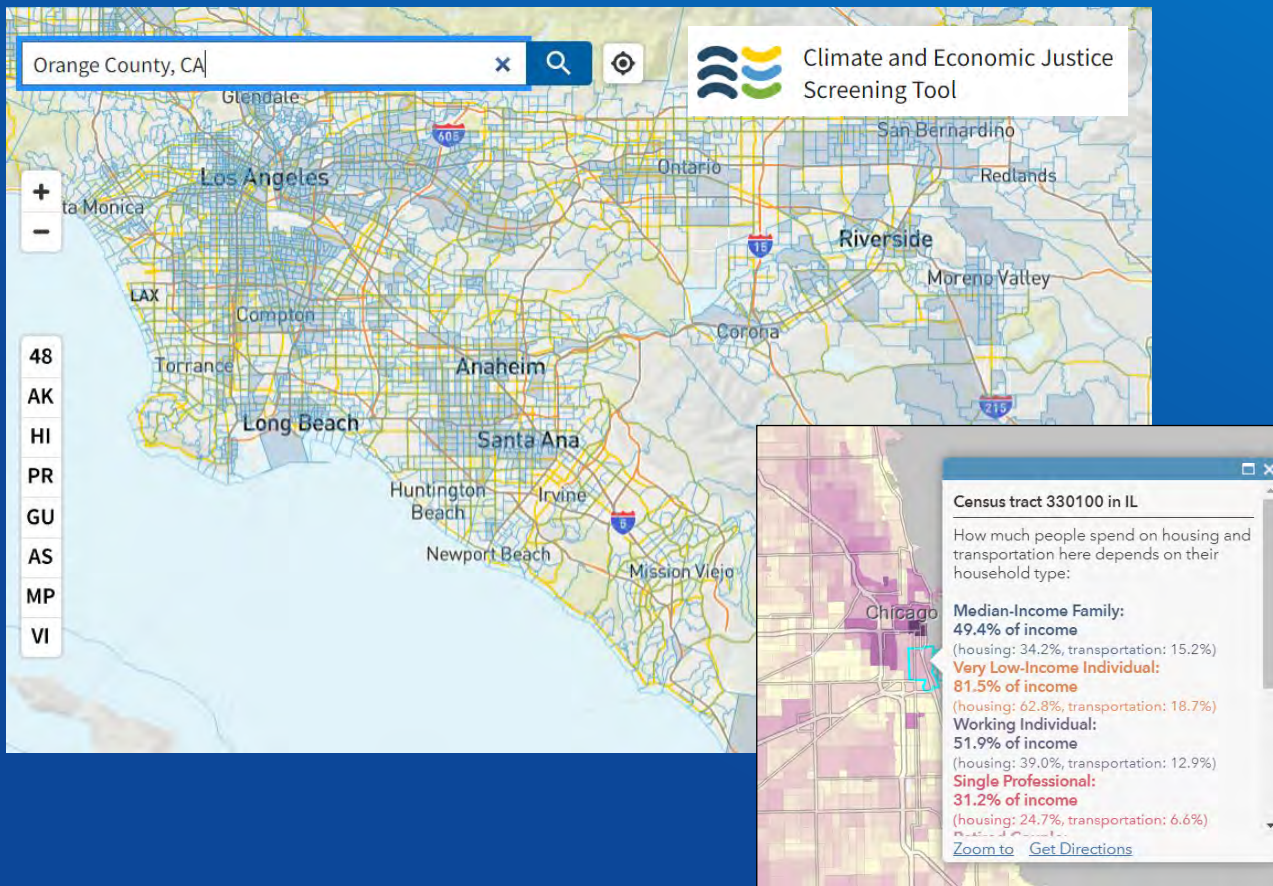 Orange County, CA
Climate and Economic Justice
Screening Tool
Glendale
605
San Bernardino
Ontario
Redlands
Los Angeles
ta Monica
15
Riverside
Moreno Valley
LAX
Compton
Corona
Torrance
Anaheim
215
Long Beach
Santa Ana
Huntington
Beach
Irvine
5
Newport Beach
Mission Viejo
+
−
48
AK
HI
PR
GU
AS
MP
VI
Chicago
Census tract 330100 in IL
How much people spend on housing and
transportation here depends on their
household type:
Median-Income Family:
49.4% of income
(housing: 34.2%, transportation: 15.2%)
Very Low-Income Individual:
81.5% of income
(housing: 62.8%, transportation: 18.7%)
Working Individual:
51.9% of income
(housing: 39.0%, transportation: 12.9%)
Single Professional:
31.2% of income
(housing: 24.7%, transportation: 6.6%)
Zoom to Get Directions